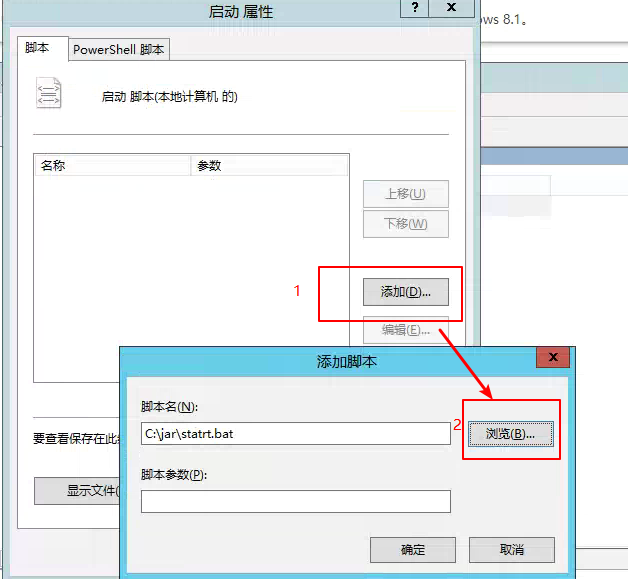 启动 属性
?
x
ows 8.1。
脚本
PowerShell 脚本
启动 脚本(本地计算机 的)
名称
参数
上移(U)
下移(W)
1
添加(D)...
编辑(E)...
添加脚本
x
脚本名(N):
C:\jar\statrt.bat
2
浏览(B)...
要查看保存在此
脚本参数(P):
显示文件(
确定
取消